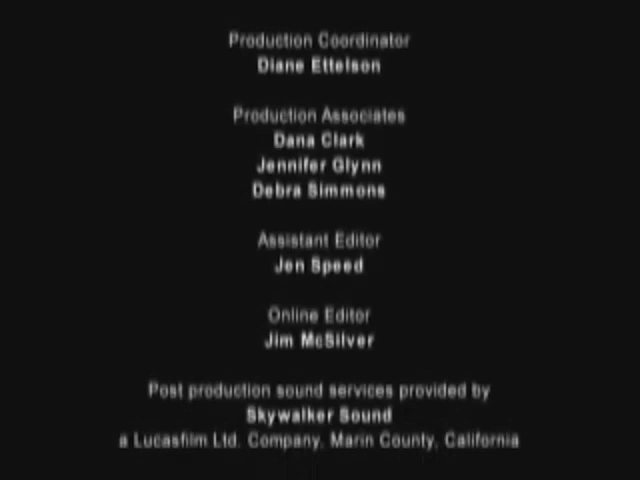 Production Coordinator
Diane Ettelson
Production Associates
Dana Clark
Jennifer Glynn
Debra Simmons
Assistant Editor
Jen Speed
Online Editor
Jim McSilver
Post production sound services provided by
Skywalker Sound
a Lucasfilm Ltd. Company, Marin County, California